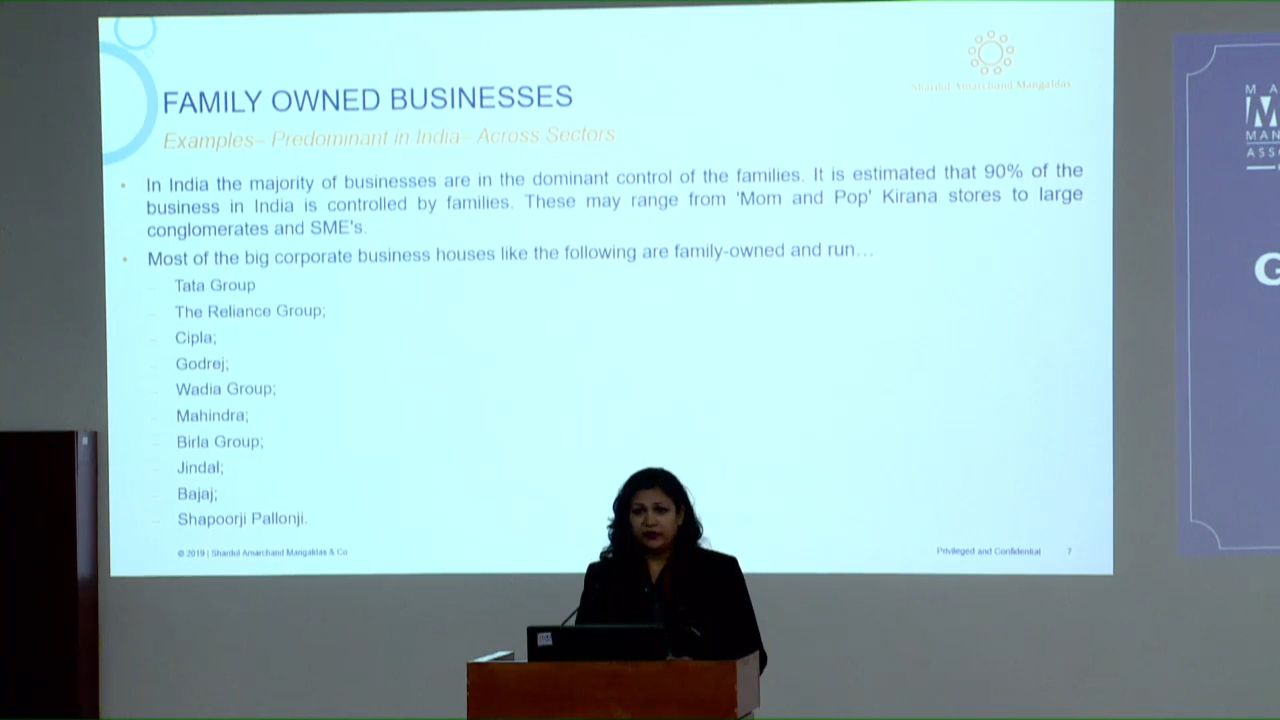 FAMILY OWNED BUSINESSES
Examples– Predominant in India– Across Sectors
Shardul Amarchand Mangaldas
• In India the majority of businesses are in the dominant control of the families. It is estimated that 90% of the
business in India is controlled by families. These may range from 'Mom and Pop' Kirana stores to large
conglomerates and SME's.
• Most of the big corporate business houses like the following are family-owned and run…
– Tata Group
– The Reliance Group;
– Cipla;
– Godrej;
– Wadia Group;
– Mahindra;
– Birla Group;
– Jindal;
– Bajaj;
– Shapoorji Pallonji.
© 2019 | Shardul Amarchand Mangaldas & Co
Privileged and Confidential 7
M A
M
MAN
ASSO
G